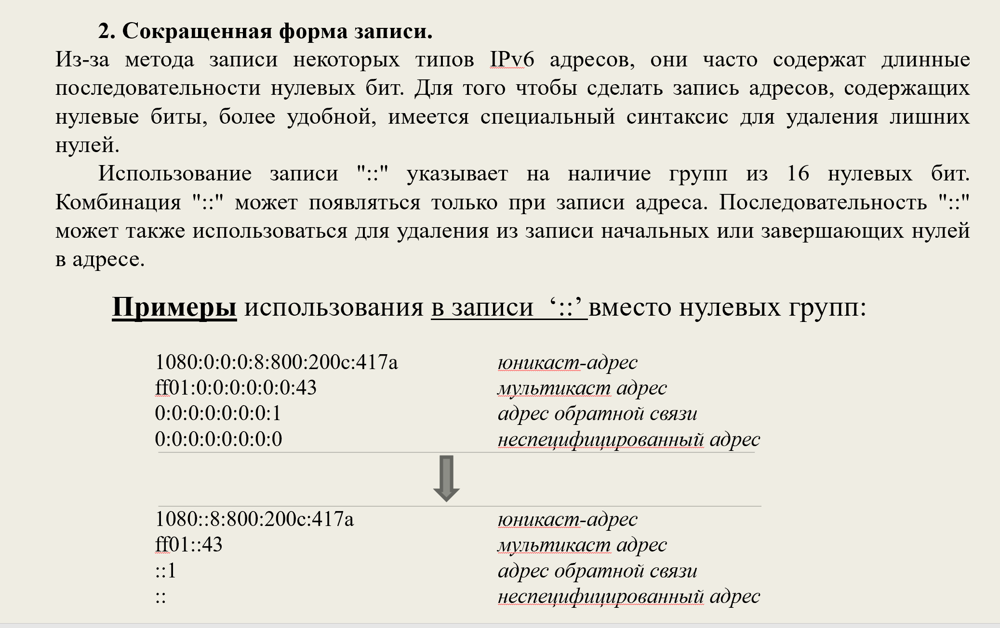 2. Сокращенная форма записи.
Из-за метода записи некоторых типов IPv6 адресов, они часто содержат длинные
последовательности нулевых бит. Для того чтобы сделать запись адресов, содержащих
нулевые биты, более удобной, имеется специальный синтаксис для удаления лишних
нулей.
Использование записи "::" указывает на наличие групп из 16 нулевых бит.
Комбинация "::" может появляться только при записи адреса. Последовательность "::"
может также использоваться для удаления из записи начальных или завершающих нулей
в адресе.
Примеры использования в записи ‘::’ вместо нулевых групп:
1080:0:0:0:8:800:200c:417a юникаст-адрес
ff01:0:0:0:0:0:0:43 мультикаст адрес
0:0:0:0:0:0:0:1 адрес обратной связи
0:0:0:0:0:0:0:0 неспецифицированный адрес
1080::8:800:200c:417a юникаст-адрес
ff01::43 мультикаст адрес
::1 адрес обратной связи
:: неспецифицированный адрес